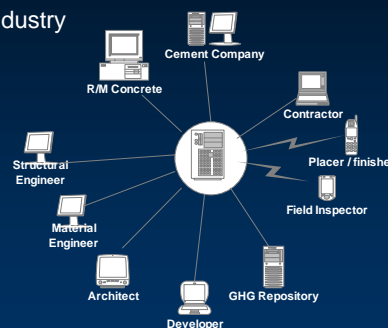 dustry
Cement Company
R/M Concrete
Contractor
Structural
Engineer
Placer / finishe
Field Inspector
Material
Engineer
Architect
GHG Repository
Developer